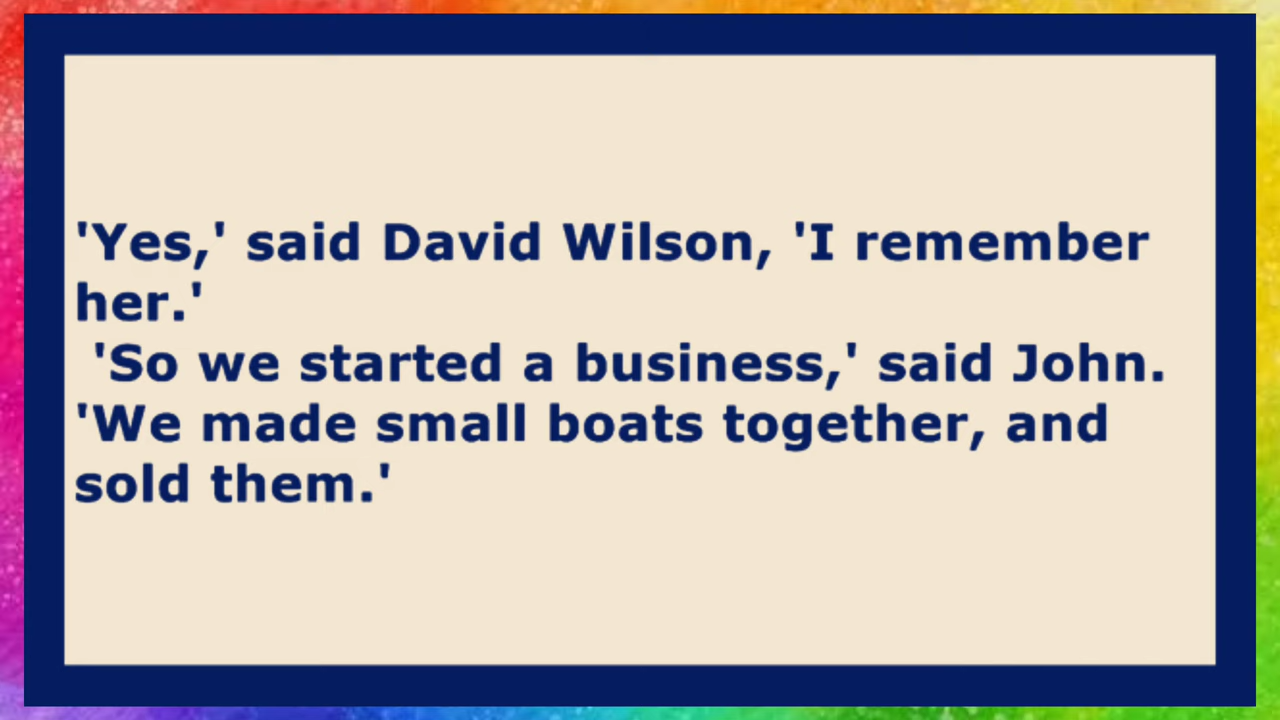 'Yes,' said David Wilson, 'I remember
her.'
'So we started a business,' said John.
'We made small boats together, and
sold them.'